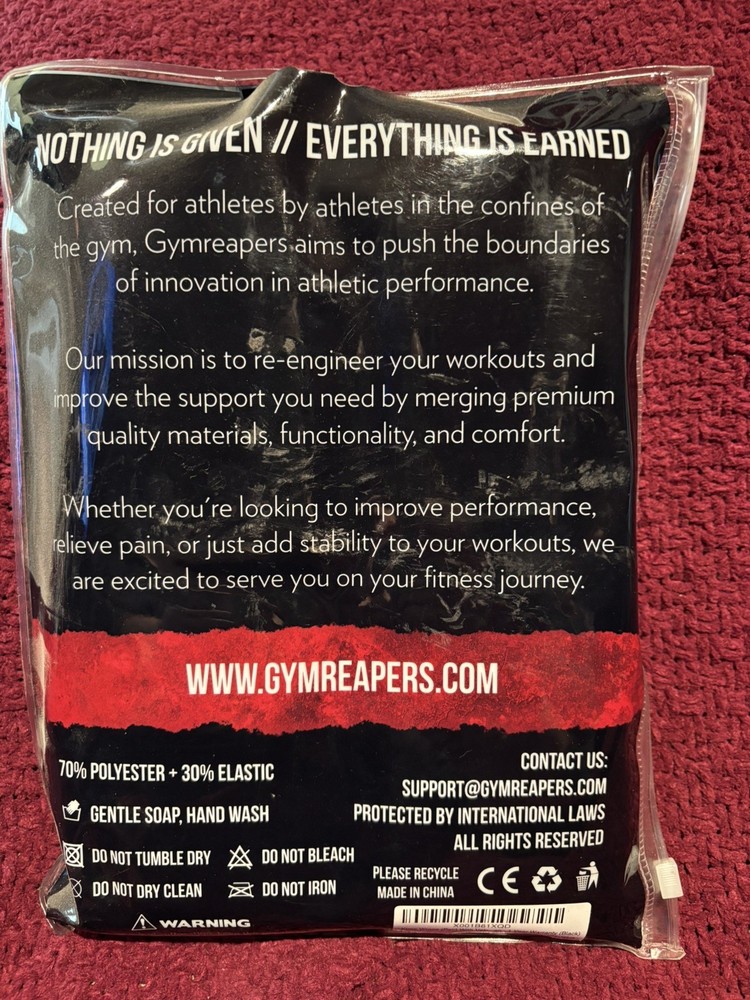 NOTHING IS GIVEN // EVERYTHING IS EARNED
Created for athletes by athletes in the confines of
the gym, Gymreapers aims to push the boundaries
of innovation in athletic performance.
Our mission is to re-engineer your workouts and
improve the support you need by merging premium
quality materials, functionality, and comfort.
Whether you're looking to improve performance,
relieve pain, or just add stability to your workouts, we
are excited to serve you on your fitness journey.
WWW.GYMREAPERS.COM
70% POLYESTER + 30% ELASTIC
GENTLE SOAP, HAND WASH
DO NOT TUMBLE DRY
DO NOT BLEACH
DO NOT DRY CLEAN
DO NOT IRON
WARNING
CONTACT US:
SUPPORT@GYMREAPERS.COM
PROTECTED BY INTERNATIONAL LAWS
ALL RIGHTS RESERVED
PLEASE RECYCLE
MADE IN CHINA
CE
X001B61XQD
(Black)